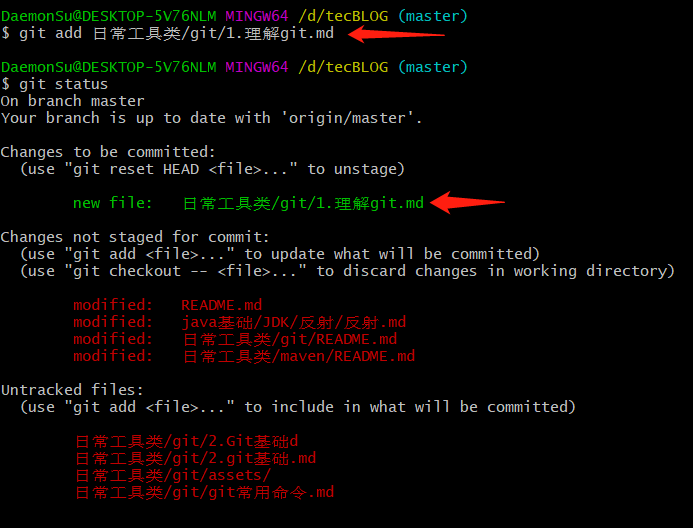 DaemonSu@DESKTOP-5V76NLM MINGW64 /d/tecBLOG (master)
$ git add 日常工具类/git/1.理解git.md
DaemonSu@DESKTOP-5V76NLM MINGW64 /d/tecBLOG (master)
$ git status
On branch master
Your branch is up to date with 'origin/master'.
Changes to be committed:
(use "git reset HEAD <file>..." to unstage)
new file: 日常工具类/git/1.理解git.md
Changes not staged for commit:
(use "git add <file>..." to update what will be committed)
(use "git checkout -- <file>..." to discard changes in working directory)
modified: README.md
modified: java基础/JDK/反射/反射.md
modified: 日常工具类/git/README.md
modified: 日常工具类/maven/README.md
Untracked files:
(use "git add <file>..." to include in what will be committed)
日常工具类/git/2.Git基础d
日常工具类/git/2.git基础.md
日常工具类/git/assets/
日常工具类/git/git常用命令.md